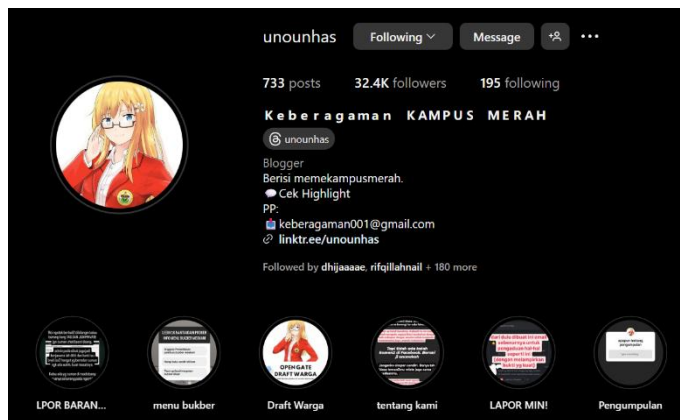 unounhas Following Message
733 posts 32.4K followers 195 following
Keberagaman KAMPUS MERAH
unounhas
Blogger
Berisi memekampusmerah.
Cek Highlight
PP:
keberagaman001@gmail.com
linktr.ee/unounhas
Followed by dhijaaaae, rifqillahnail + 180 more
OPEN GATE
DRAFT WARGA
LPOR BARAN... menu bukber Draft Warga tentang kami LAPOR MIN! Pengumpulan